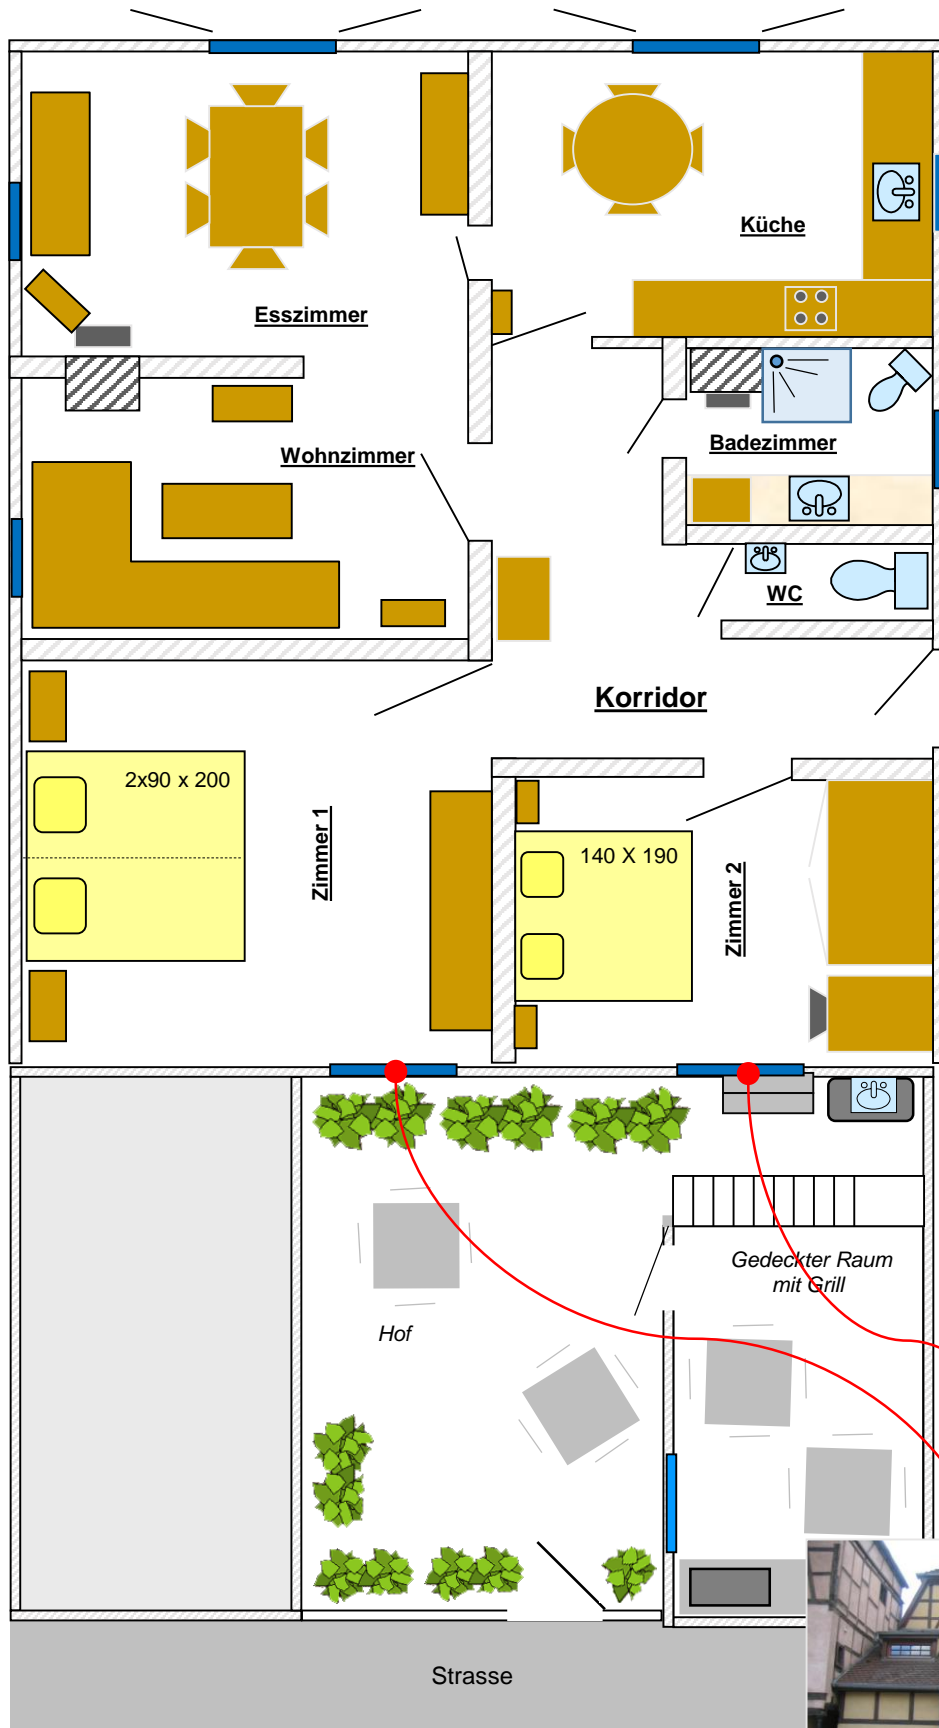 Küche
Esszimmer
Wohnzimmer
Badezimmer
WC
Korridor
2x90 x 200
Zimmer 1
140 X 190
Zimmer 2
Gedeckter Raum
mit Grill
Hof
Strasse